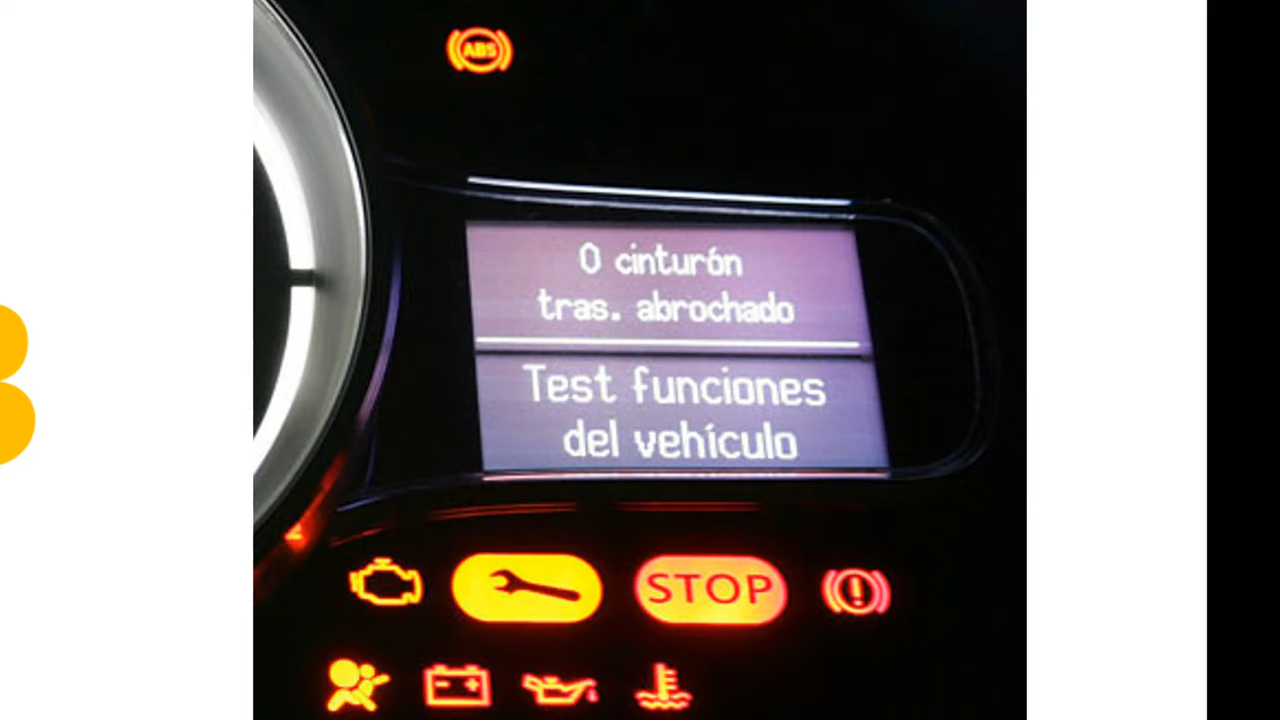 ABS
0 cinturón
tras. abrochado
Test funciones
del vehículo
STOP